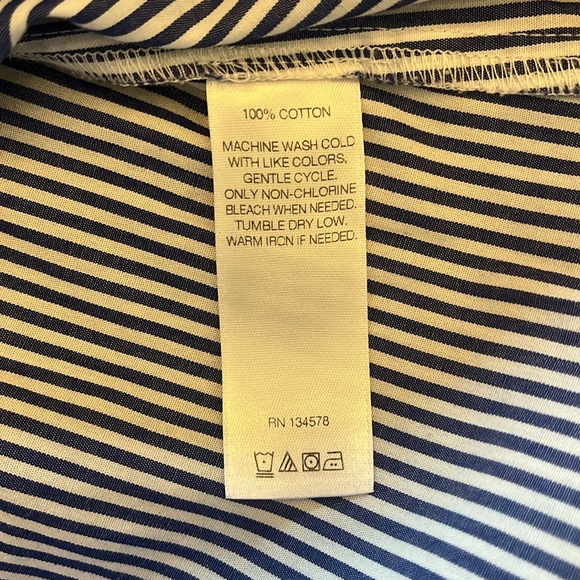 100% COTTON
MACHINE WASH COLD
WITH LIKE COLORS,
GENTLE CYCLE.
ONLY NON-CHLORINE
BLEACH WHEN NEEDED.
TUMBLE DRY LOW.
WARM IRON IF NEEDED.
RN 134578